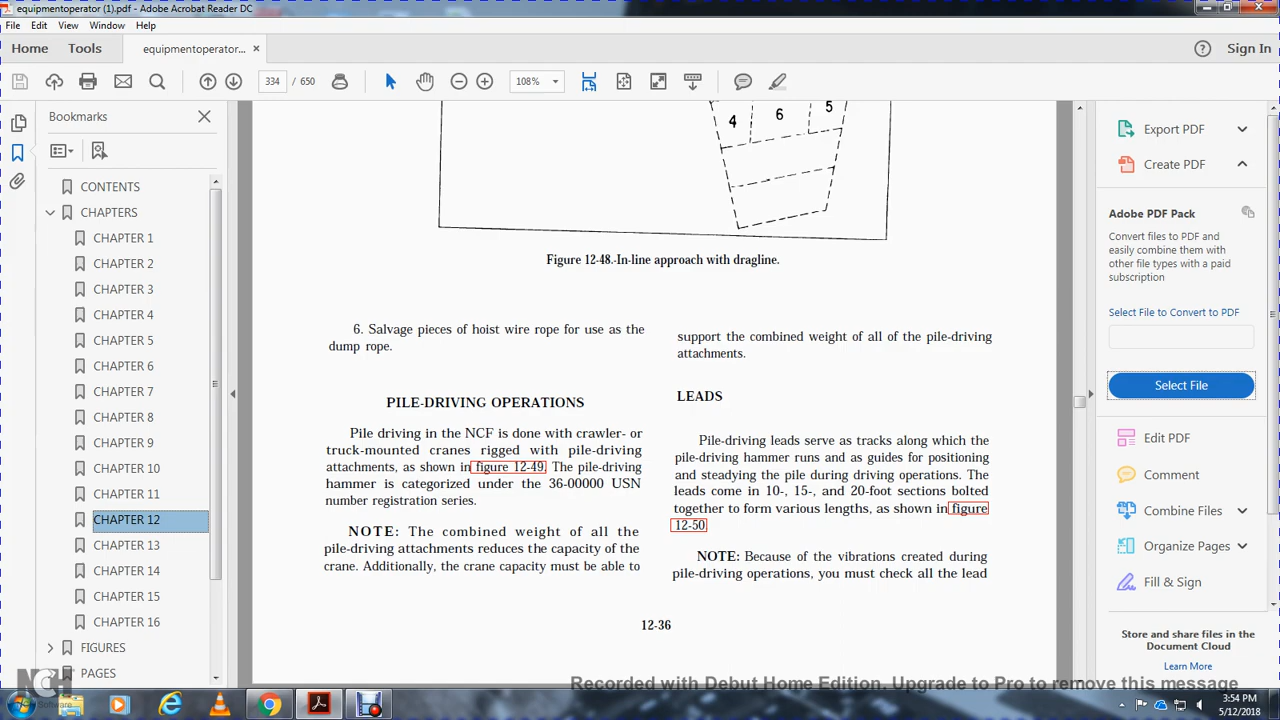 equipmentoperator (1).pdf - Adobe Acrobat Reader DC
File Edit View Window Help
Home Tools equipmentoperator... × Sign In
334 / 650 108%
Bookmarks
CONTENTS
CHAPTERS
CHAPTER 1
CHAPTER 2
CHAPTER 3
CHAPTER 4
CHAPTER 5
CHAPTER 6
CHAPTER 7
CHAPTER 8
CHAPTER 9
CHAPTER 10
CHAPTER 11
CHAPTER 12
CHAPTER 13
CHAPTER 14
CHAPTER 15
CHAPTER 16
FIGURES
PAGES
4 6 5
Figure 12-48.-In-line approach with dragline.
6. Salvage pieces of hoist wire rope for use as the
dump rope.
PILE-DRIVING OPERATIONS
Pile driving in the NCF is done with crawler- or
truck-mounted cranes rigged with pile-driving
attachments, as shown in figure 12-49. The pile-driving
hammer is categorized under the 36-00000 USN
number registration series.
NOTE: The combined weight of all the
pile-driving attachments reduces the capacity of the
crane. Additionally, the crane capacity must be able to
support the combined weight of all of the pile-driving
attachments.
LEADS
Pile-driving leads serve as tracks along which the
pile-driving hammer runs and as guides for positioning
and steadying the pile during driving operations. The
leads come in 10-, 15-, and 20-foot sections bolted
together to form various lengths, as shown in figure
12-50
NOTE: Because of the vibrations created during
pile-driving operations, you must check all the lead
12-36
Export PDF
Create PDF
Adobe PDF Pack
Convert files to PDF and
easily combine them with
other file types with a paid
subscription
Select File to Convert to PDF
Select File
Edit PDF
Comment
Combine Files
Organize Pages
Fill & Sign
Store and share files in the
Document Cloud
Learn More
NCH
Software
Recorded with Debut Home Edition. Upgrade to Pro to remove this message
3:54 PM
5/12/2018